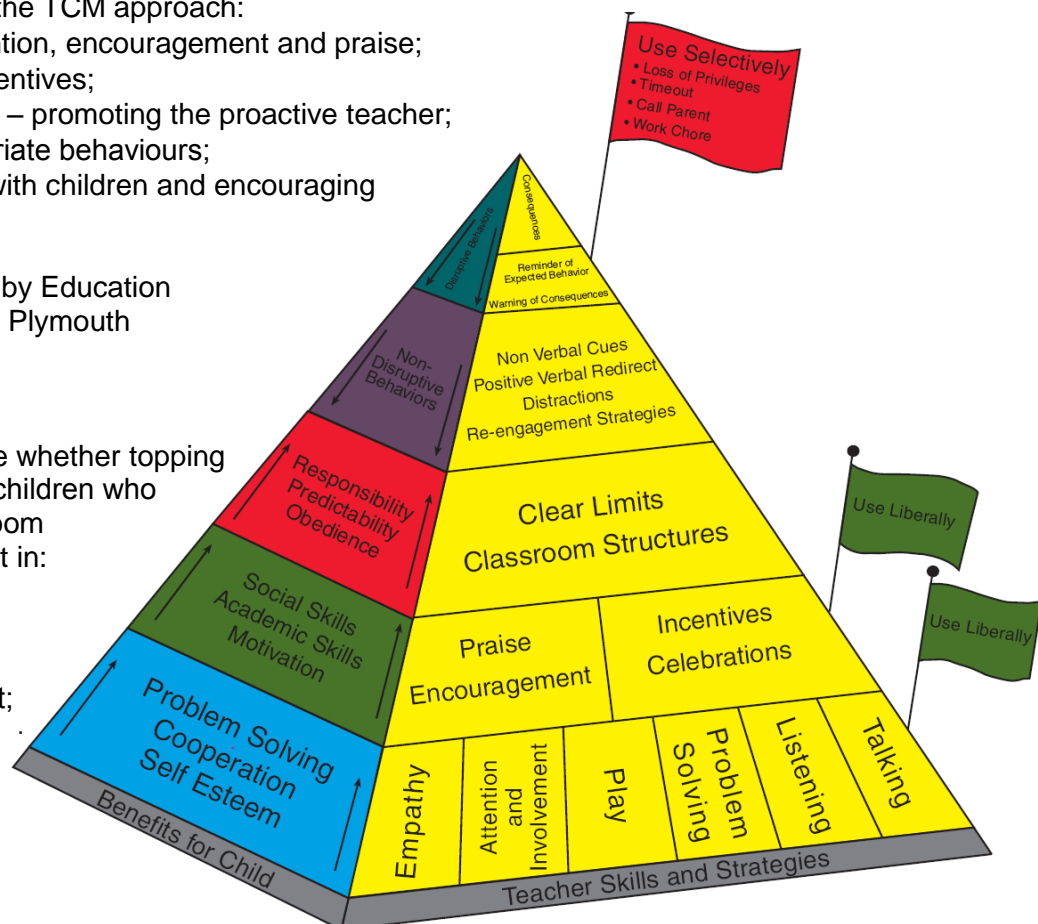 the TCM approach:
tion, encouragement and praise;
entives;
– promoting the proactive teacher;
riate behaviours;
with children and encouraging
by Education
Plymouth
e whether topping
children who
oom
t in:
t;
.
Use Selectively
• Loss of Privileges
• Timeout
• Call Parent
• Work Chore
Disruptive Behaviors
Consequences
Reminder of
Expected Behavior
Warning of Consequences
Non-
Disruptive
Behaviors
Non Verbal Cues
Positive Verbal Redirect
Distractions
Re-engagement Strategies
Responsibility
Predictability
Obedience
Clear Limits
Classroom Structures
Use Liberally
Social Skills
Academic Skills
Motivation
Praise
Encouragement
Incentives
Celebrations
Use Liberally
Problem Solving
Cooperation
Self Esteem
Empathy
Attention
and
Involvement
Play
Problem
Solving
Listening
Talking
Benefits for Child
Teacher Skills and Strategies